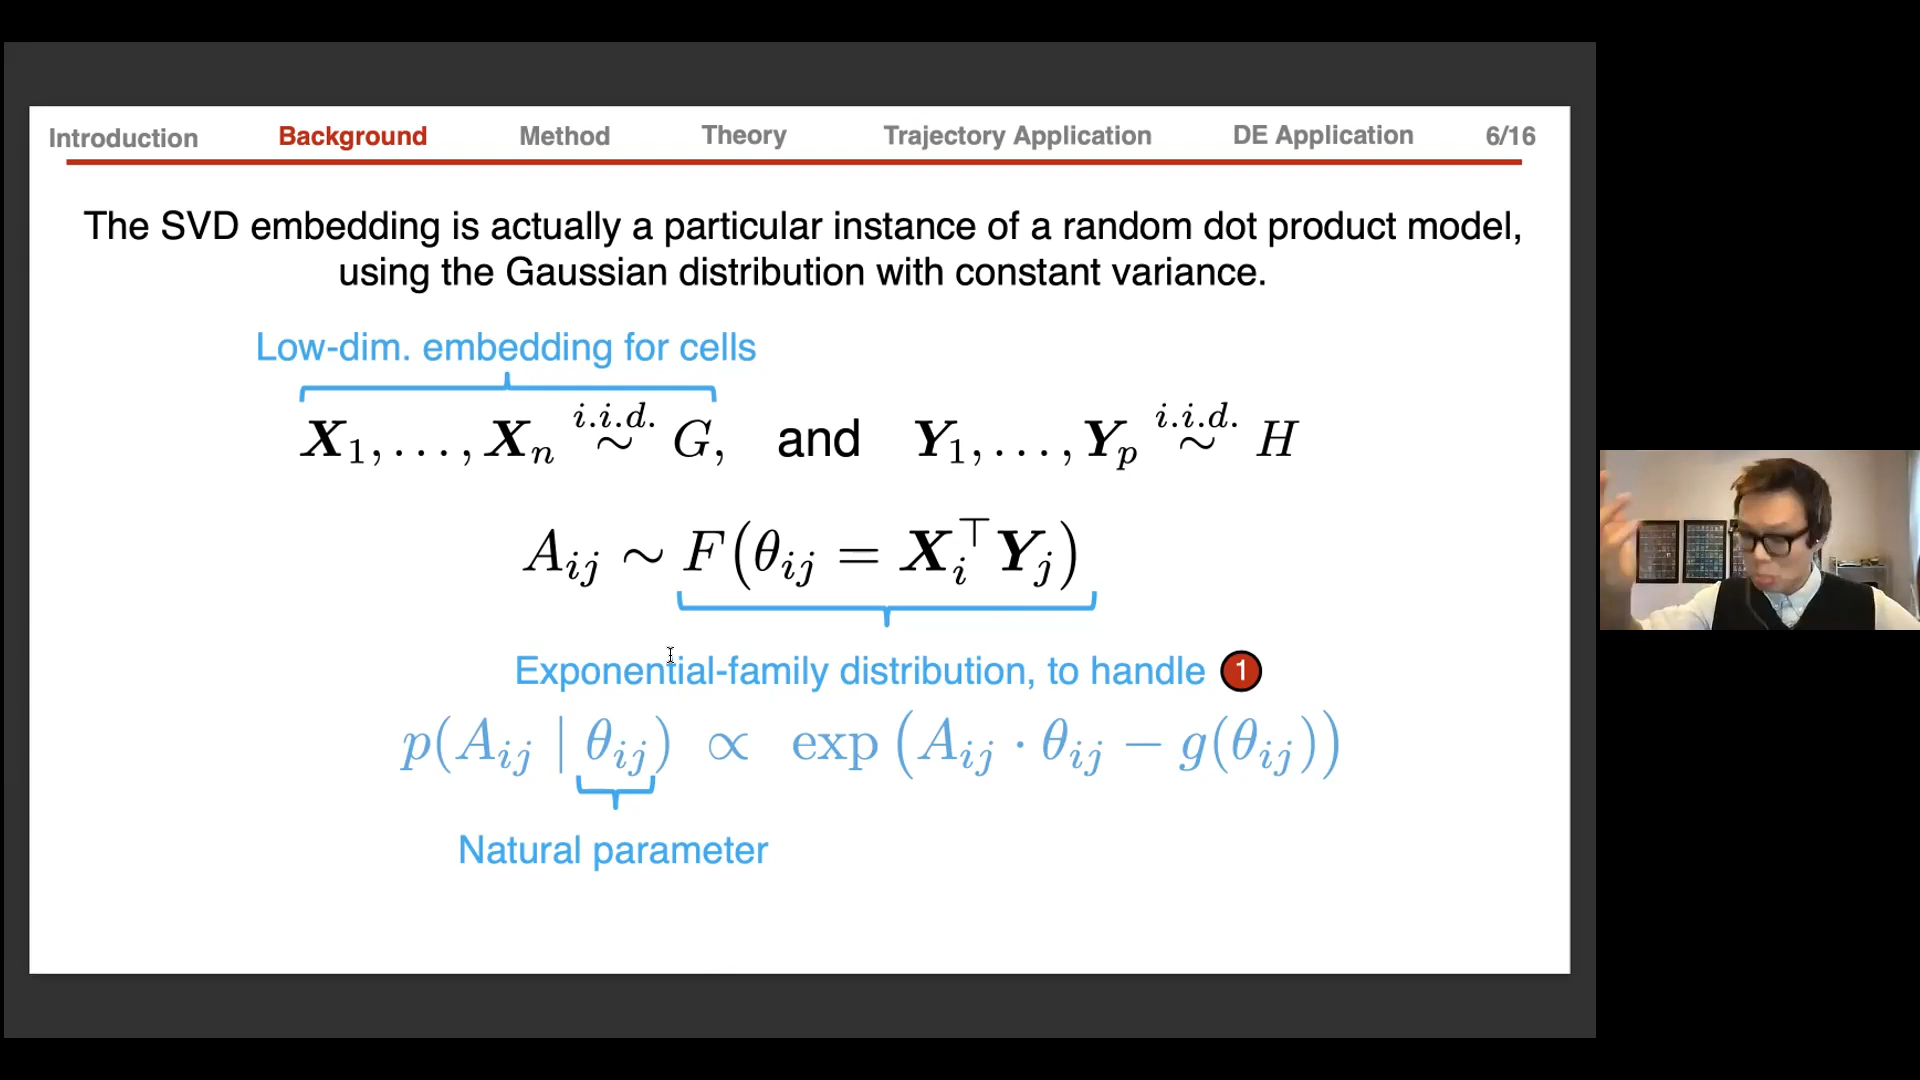 Introduction Background Method Theory Trajectory Application DE Application 6/16
The SVD embedding is actually a particular instance of a random dot product model,
using the Gaussian distribution with constant variance.
Low-dim. embedding for cells
X₁, . . . , Xₙ i.i.d. ∼ G, and Y₁, . . . , Yₚ i.i.d. ∼ H
Aᵢⱼ ∼ F(θᵢⱼ = Xᵢ⊤Yⱼ)
Exponential-family distribution, to handle 1
p(Aᵢⱼ | θᵢⱼ) ∝ exp (Aᵢⱼ · θᵢⱼ − g(θᵢⱼ))
Natural parameter